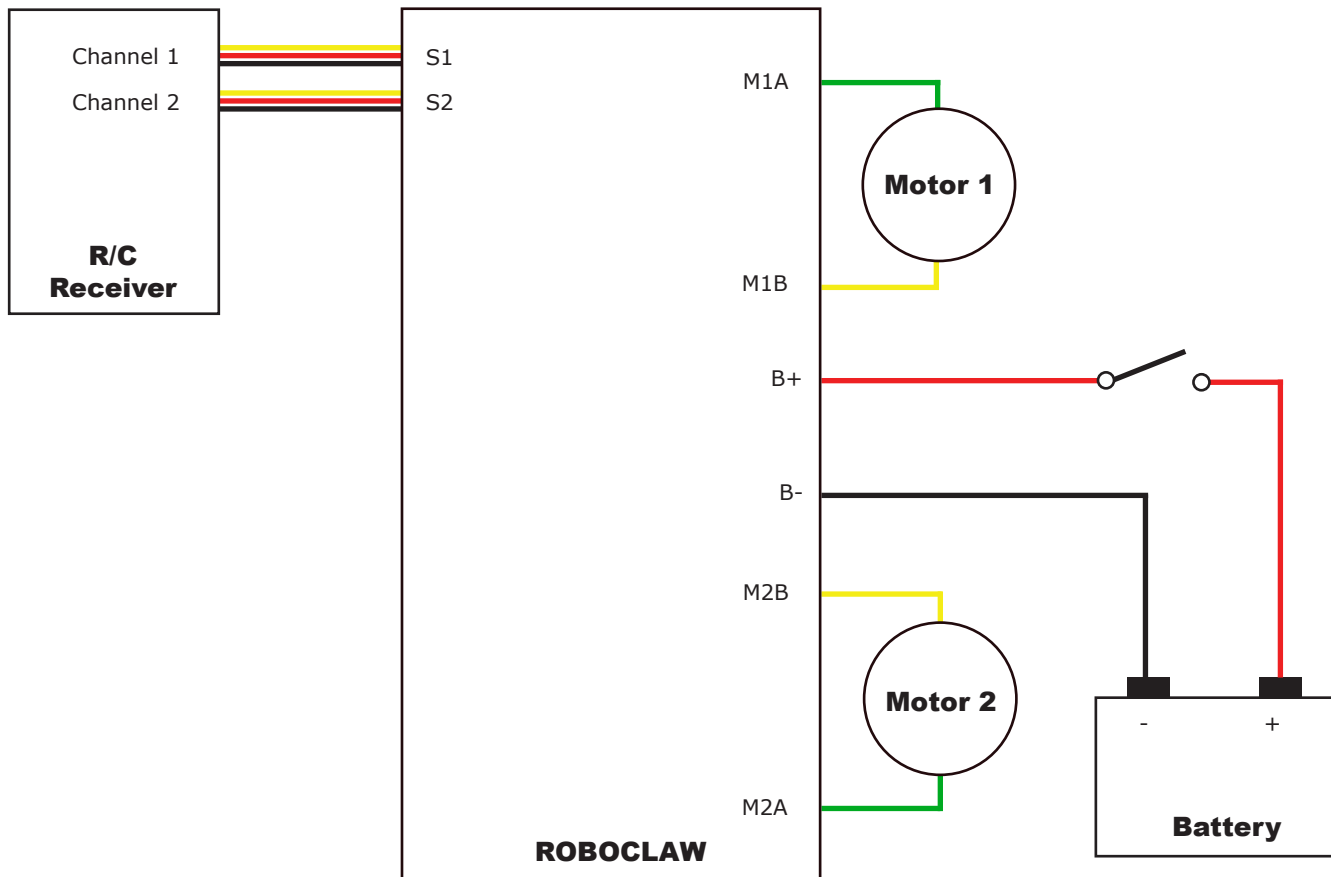 Channel 1
Channel 2
R/C
Receiver
S1
S2
M1A
M1B
B+
B-
M2B
M2A
ROBOCLAW
Motor 1
Motor 2
- +
Battery